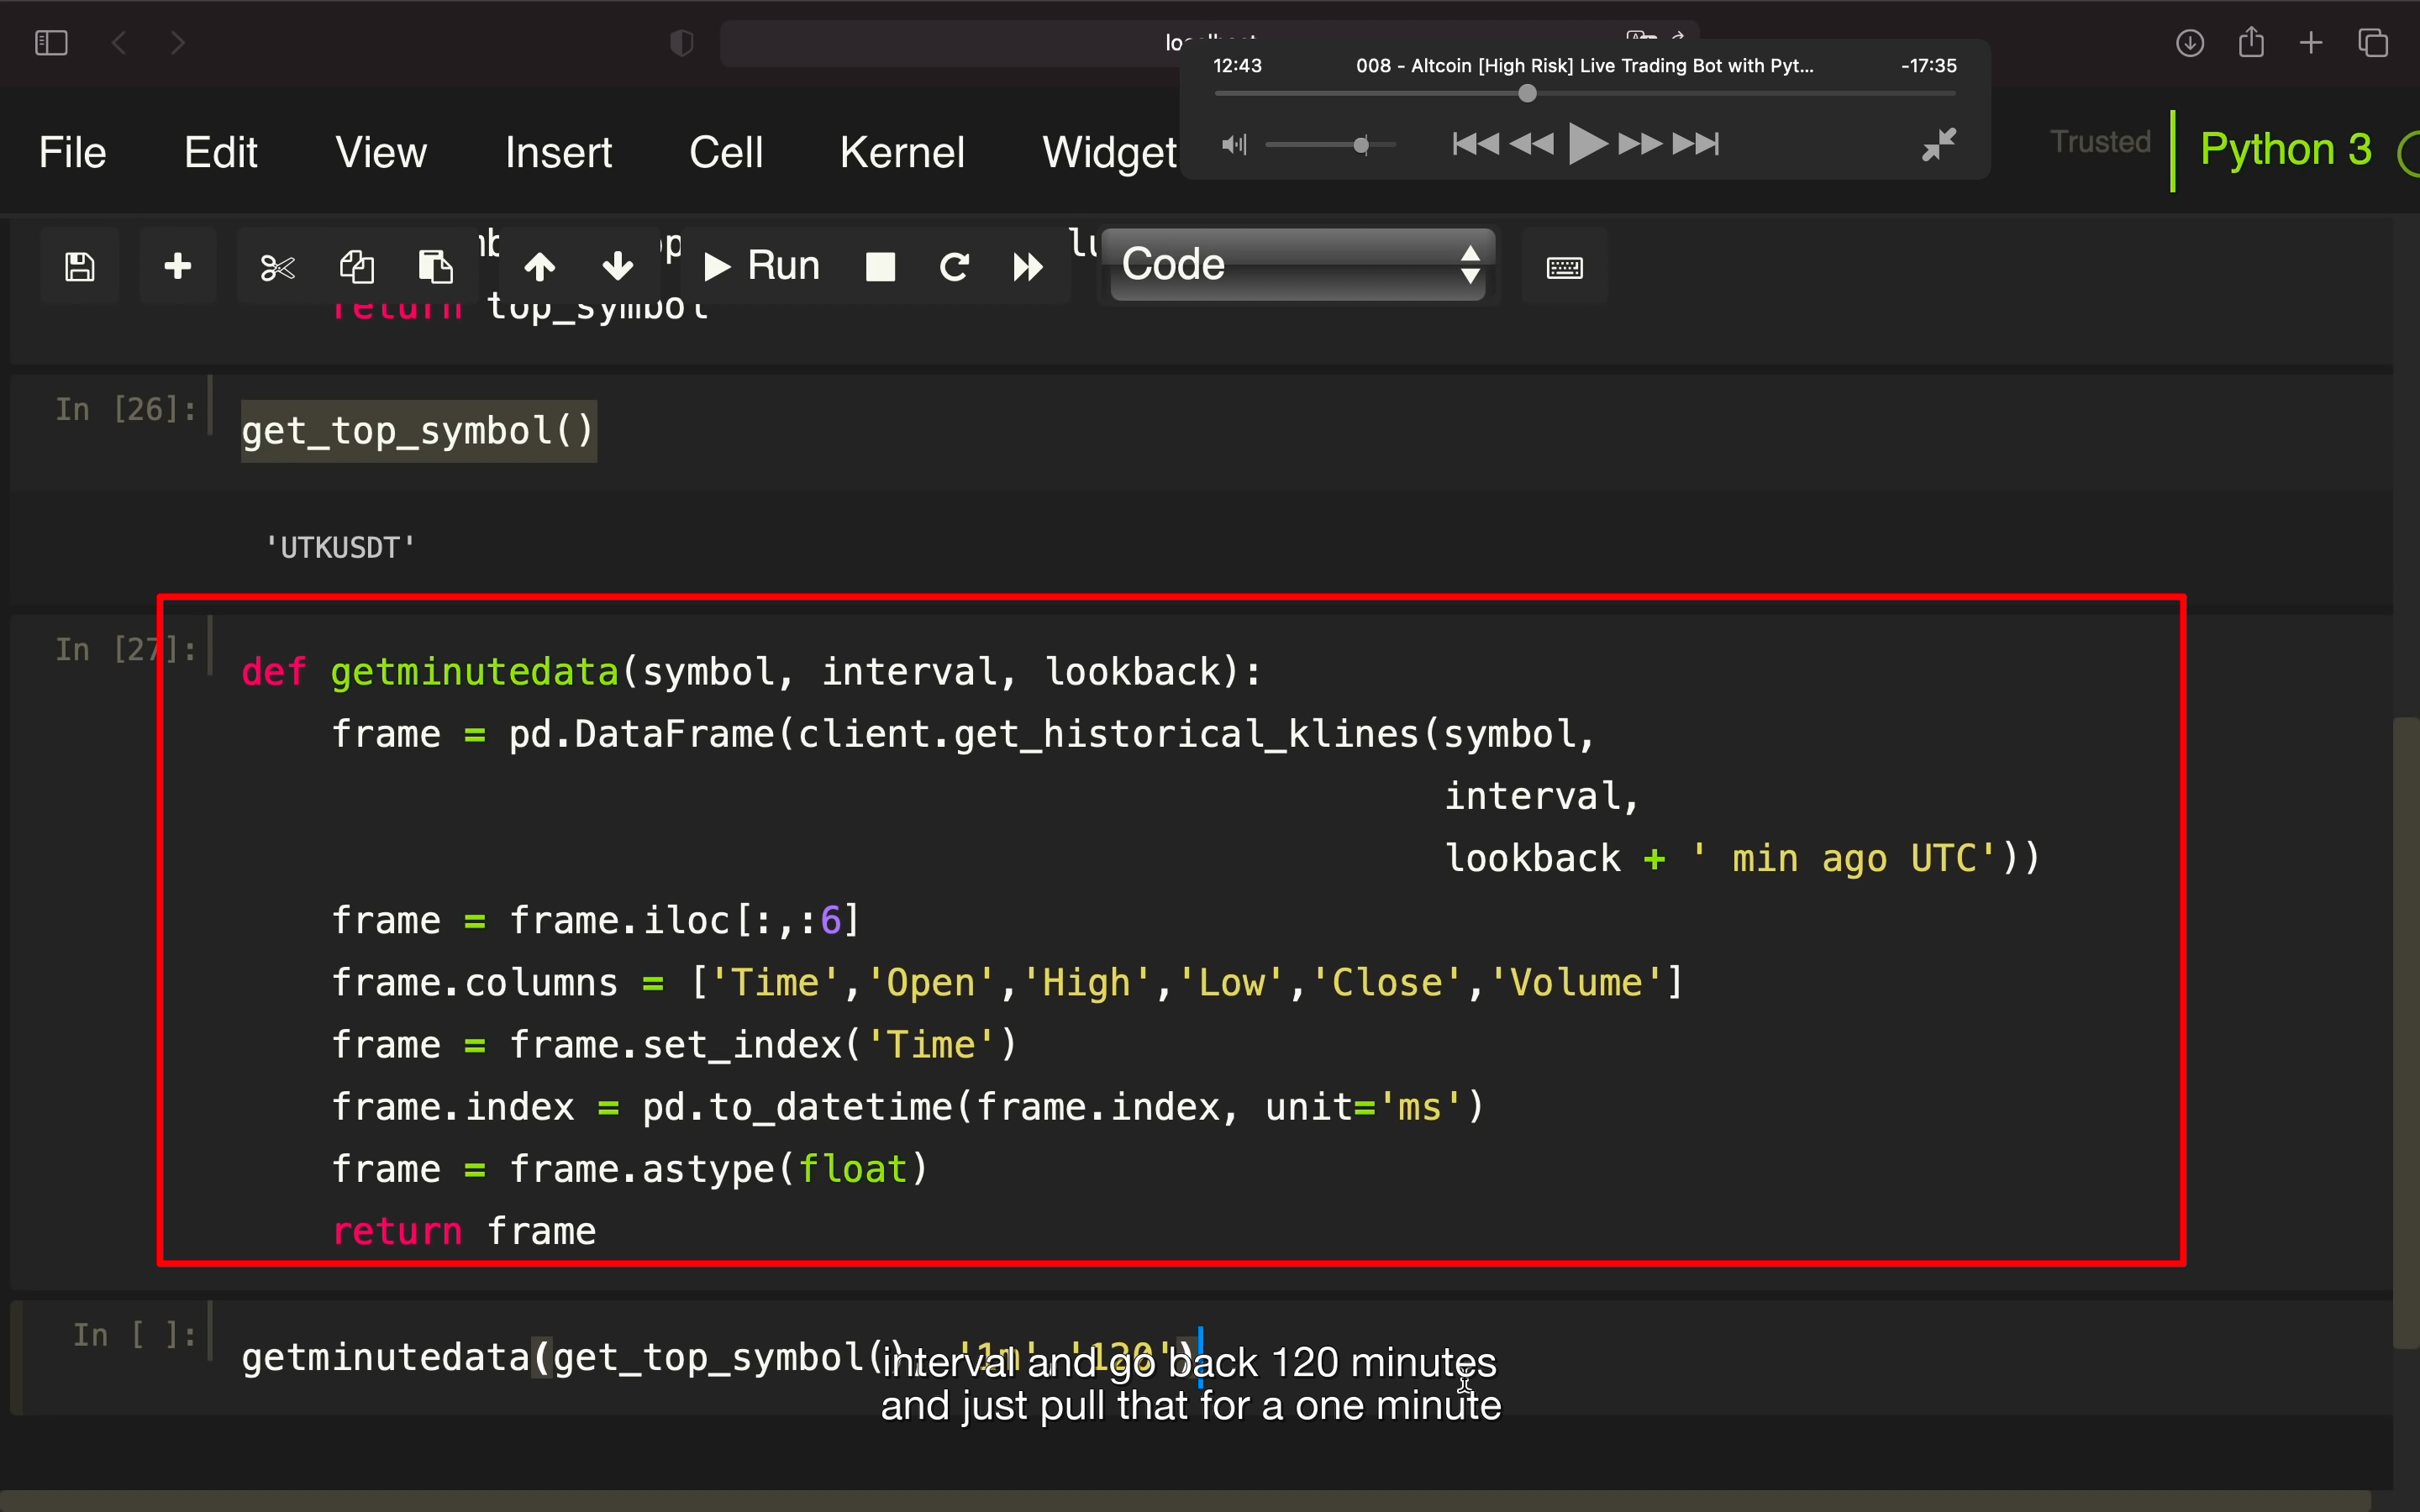 12:43 008 - Altcoin [High Risk] Live Trading Bot with Pyt... -17:35
File Edit View Insert Cell Kernel Widget Trusted Python 3
Run Code
return top_symbol
In [26]: get_top_symbol()
'UTKUSDT'
In [27]: def getminutedata(symbol, interval, lookback):
frame = pd.DataFrame(client.get_historical_klines(symbol,
interval,
lookback + ' min ago UTC'))
frame = frame.iloc[:,:6]
frame.columns = ['Time','Open','High','Low','Close','Volume']
frame = frame.set_index('Time')
frame.index = pd.to_datetime(frame.index, unit='ms')
frame = frame.astype(float)
return frame
In [ ]: getminutedata(get_top_symbol(), '1m','120')
interval and go back 120 minutes
and just pull that for a one minute